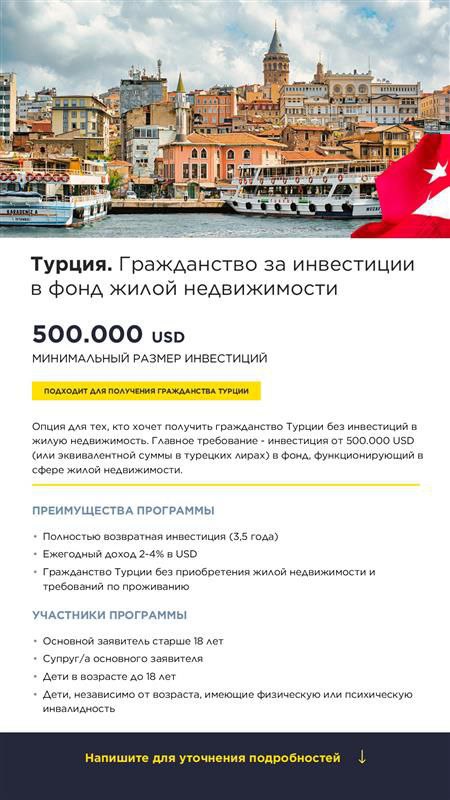 KARADENIZ A
ISTANBUL
Турция. Гражданство за инвестиции
в фонд жилой недвижимости
500.000 USD
МИНИМАЛЬНЫЙ РАЗМЕР ИНВЕСТИЦИЙ
ПОДХОДИТ ДЛЯ ПОЛУЧЕНИЯ ГРАЖДАНСТВА ТУРЦИИ
Опция для тех, кто хочет получить гражданство Турции без инвестиций в
жилую недвижимость. Главное требование - инвестиция от 500.000 USD
(или эквивалентной суммы в турецких лирах) в фонд, функционирующий в
сфере жилой недвижимости.
ПРЕИМУЩЕСТВА ПРОГРАММЫ
• Полностью возвратная инвестиция (3,5 года)
• Ежегодный доход 2-4% в USD
• Гражданство Турции без приобретения жилой недвижимости и
требований по проживанию
УЧАСТНИКИ ПРОГРАММЫ
• Основной заявитель старше 18 лет
• Супруг/а основного заявителя
• Дети в возрасте до 18 лет
• Дети, независимо от возраста, имеющие физическую или психическую
инвалидность
Напишите для уточнения подробностей ↓